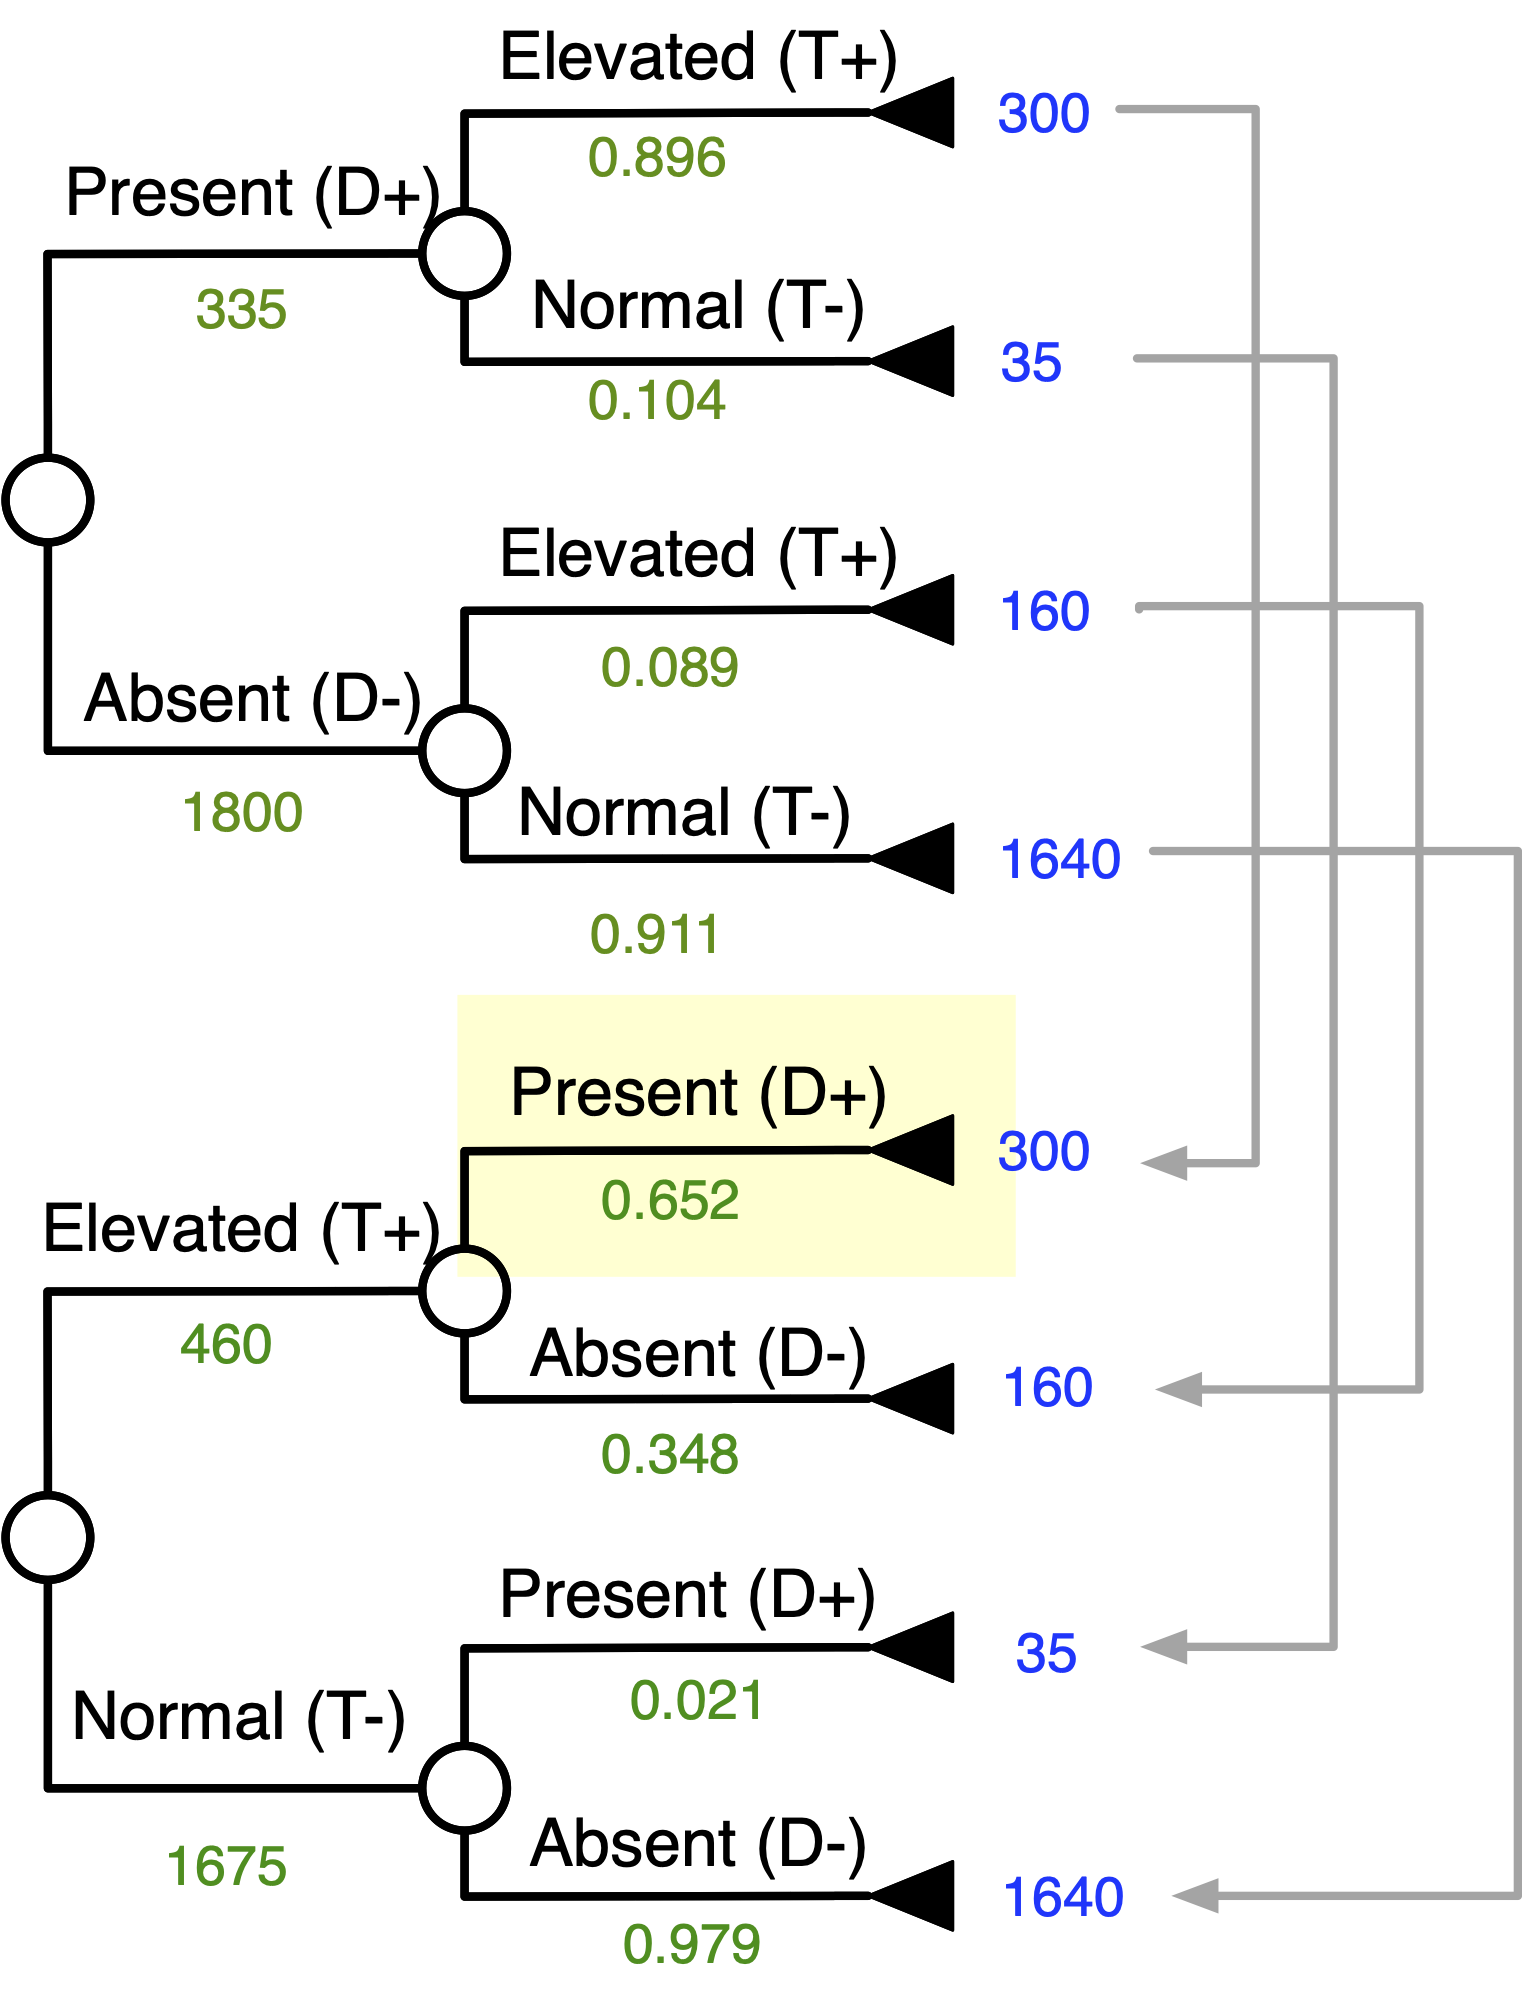 Elevated (T+)
300
0.896
Present (D+)
335
Normal (T-)
35
0.104
Elevated (T+)
160
0.089
Absent (D-)
1800
Normal (T-)
1640
0.911
Present (D+)
300
0.652
Elevated (T+)
460
Absent (D-)
160
0.348
Present (D+)
35
0.021
Normal (T-)
1675
Absent (D-)
1640
0.979